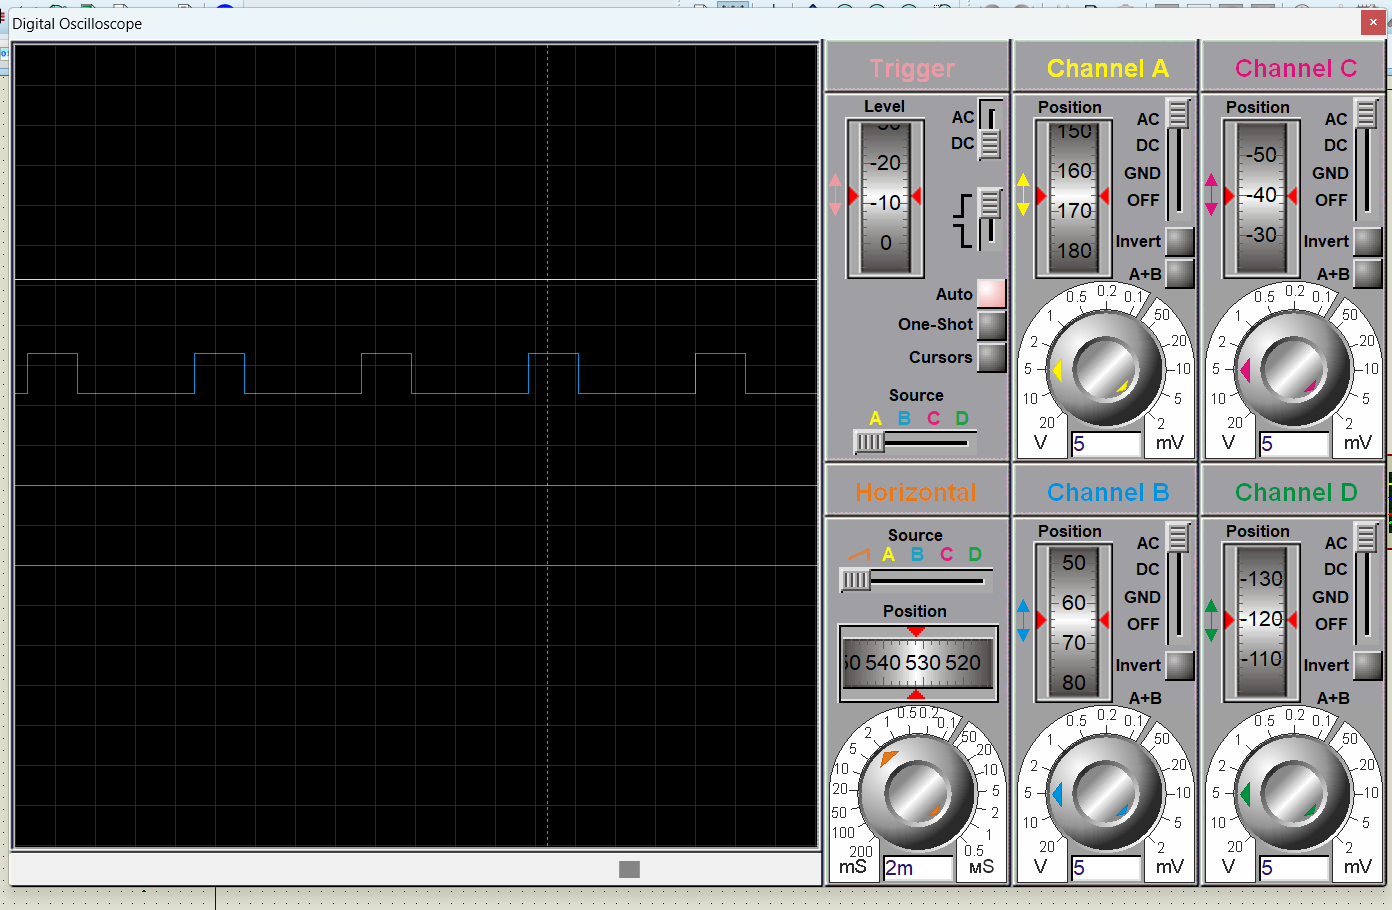 Digital Oscilloscope
Trigger
Level
-20
-10
0
AC
DC
Auto
One-Shot
Cursors
Source
A B C D
Channel A
Position
150
160
170
180
AC
DC
GND
OFF
Invert
A+B
20
10
5
2
1
0.5
0.2
0.1
50
20
10
5
2
V
5
mV
Channel C
Position
-50
-40
-30
AC
DC
GND
OFF
Invert
A+B
20
10
5
2
1
0.5
0.2
0.1
50
20
10
5
2
V
5
mV
Horizontal
Source
A B C D
Position
540 530 520
200
100
50
20
10
5
2
1
0.5
0.2
0.1
50
20
10
5
2
1
0.5
mS
2m
мS
Channel B
Position
50
60
70
80
AC
DC
GND
OFF
Invert
A+B
20
10
5
2
1
0.5
0.2
0.1
50
20
10
5
2
V
5
mV
Channel D
Position
-130
-120
-110
AC
DC
GND
OFF
Invert
A+B
20
10
5
2
1
0.5
0.2
0.1
50
20
10
5
2
V
5
mV